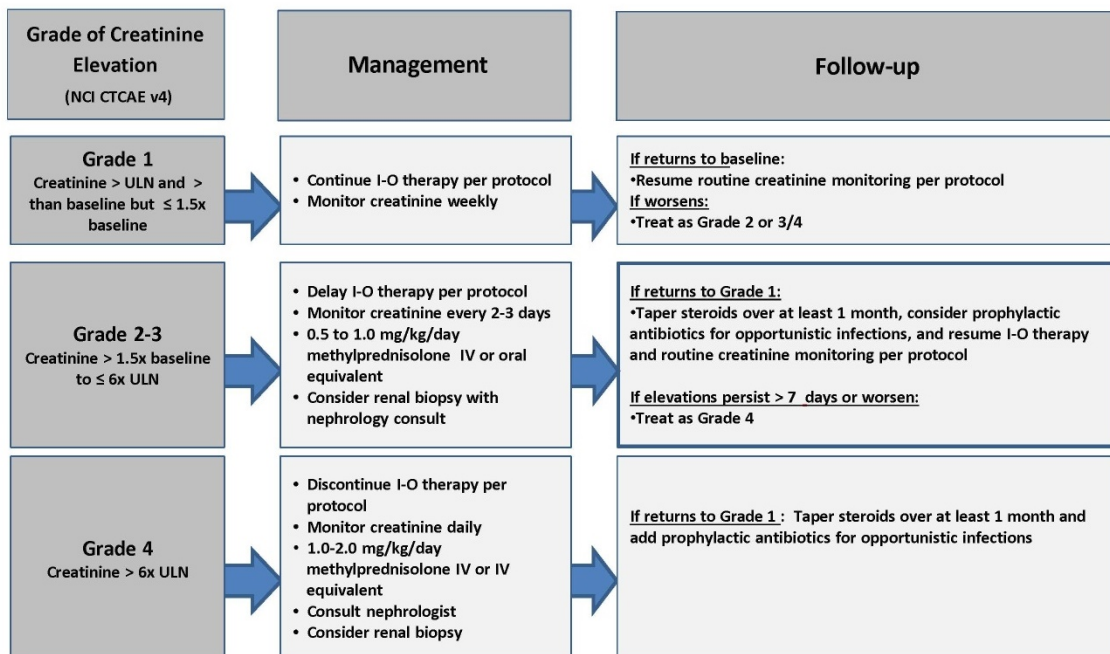 Grade of Creatinine
Elevation
(NCI CTCAE v4)
Management
Follow-up
Grade 1
Creatinine > ULN and >
than baseline but ≤ 1.5x
baseline
• Continue I-O therapy per protocol
• Monitor creatinine weekly
If returns to baseline:
•Resume routine creatinine monitoring per protocol
If worsens:
•Treat as Grade 2 or 3/4
Grade 2-3
Creatinine > 1.5x baseline
to ≤ 6x ULN
• Delay I-O therapy per protocol
• Monitor creatinine every 2-3 days
• 0.5 to 1.0 mg/kg/day
methylprednisolone IV or oral
equivalent
• Consider renal biopsy with
nephrology consult
If returns to Grade 1:
•Taper steroids over at least 1 month, consider prophylactic
antibiotics for opportunistic infections, and resume I-O therapy
and routine creatinine monitoring per protocol
If elevations persist > 7 days or worsen:
•Treat as Grade 4
Grade 4
Creatinine > 6x ULN
• Discontinue I-O therapy per
protocol
• Monitor creatinine daily
• 1.0-2.0 mg/kg/day
methylprednisolone IV or IV
equivalent
• Consult nephrologist
• Consider renal biopsy
If returns to Grade 1 : Taper steroids over at least 1 month and
add prophylactic antibiotics for opportunistic infections